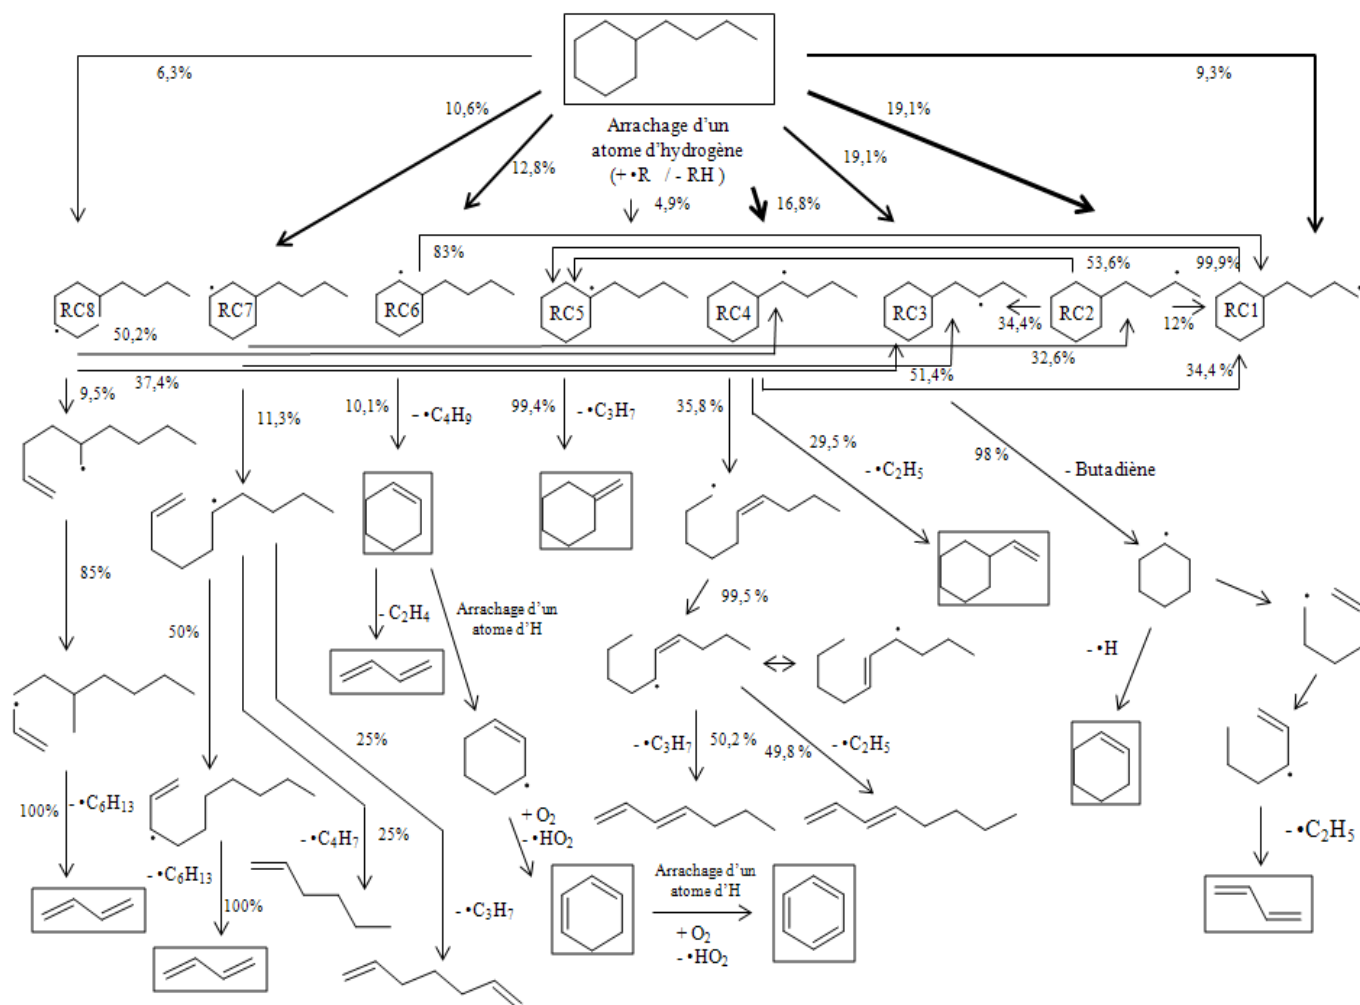 6,3%
9,3%
10,6%
19,1%
Arrachage d'un
atome d'hydrogène
(+ •R / - RH )
12,8%
19,1%
4,9%
16,8%
83%
53,6%
99,9%
RC8
RC7
RC6
RC5
RC4
RC3
RC2
RC1
50,2%
34,4%
12%
32,6%
37,4%
51,4%
34,4 %
9,5%
11,3%
10,1%
- •C4H9
99,4%
- •C3H7
35,8 %
29,5 %
- •C2H5
98 %
- Butadiène
85%
50%
- C2H4
Arrachage d'un
atome d'H
99,5 %
- •H
25%
- •C3H7
50,2 %
49,8 %
- •C2H5
100%
- •C6H13
- •C4H7
25%
+ O2
- •HO2
- •C2H5
- •C6H13
100%
Arrachage d'un
atome d'H
- •C3H7
+ O2
- •HO2